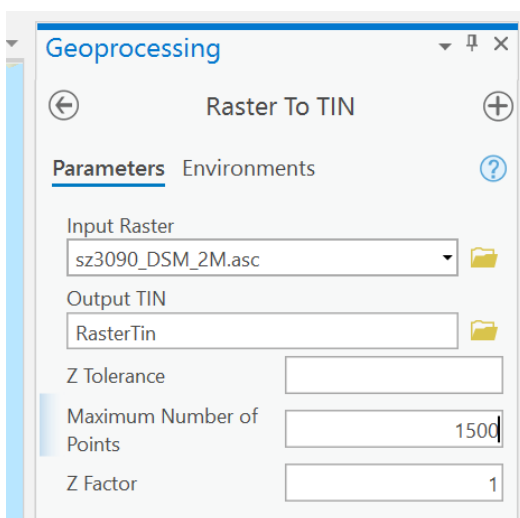 Geoprocessing
Raster To TIN
Parameters Environments
Input Raster
sz3090_DSM_2M.asc
Output TIN
RasterTin
Z Tolerance
Maximum Number of
Points
1500
Z Factor
1